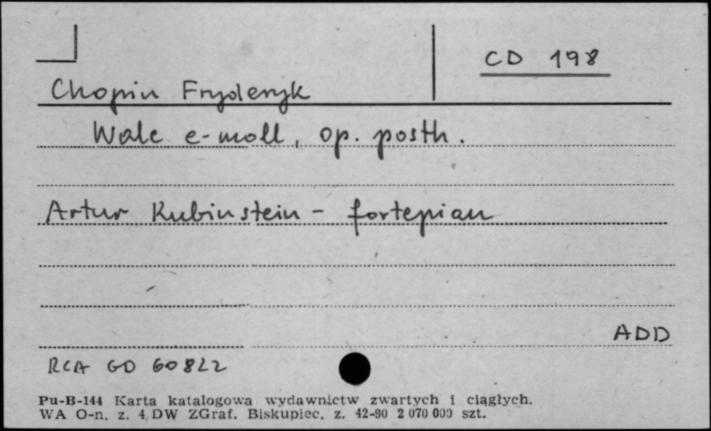 CD 198
Chopin Fryderyk
Walc e-moll, op. posth.
Artur Rubinstein - fortepian
ADD
RCA GD 60822
Pu-B-144 Karta katalogowa wydawnictw zwartych i ciągłych.
WA O-n. z. 4 DW ZGraf. Biskupiec, z. 42-90 2 070 000 szt.